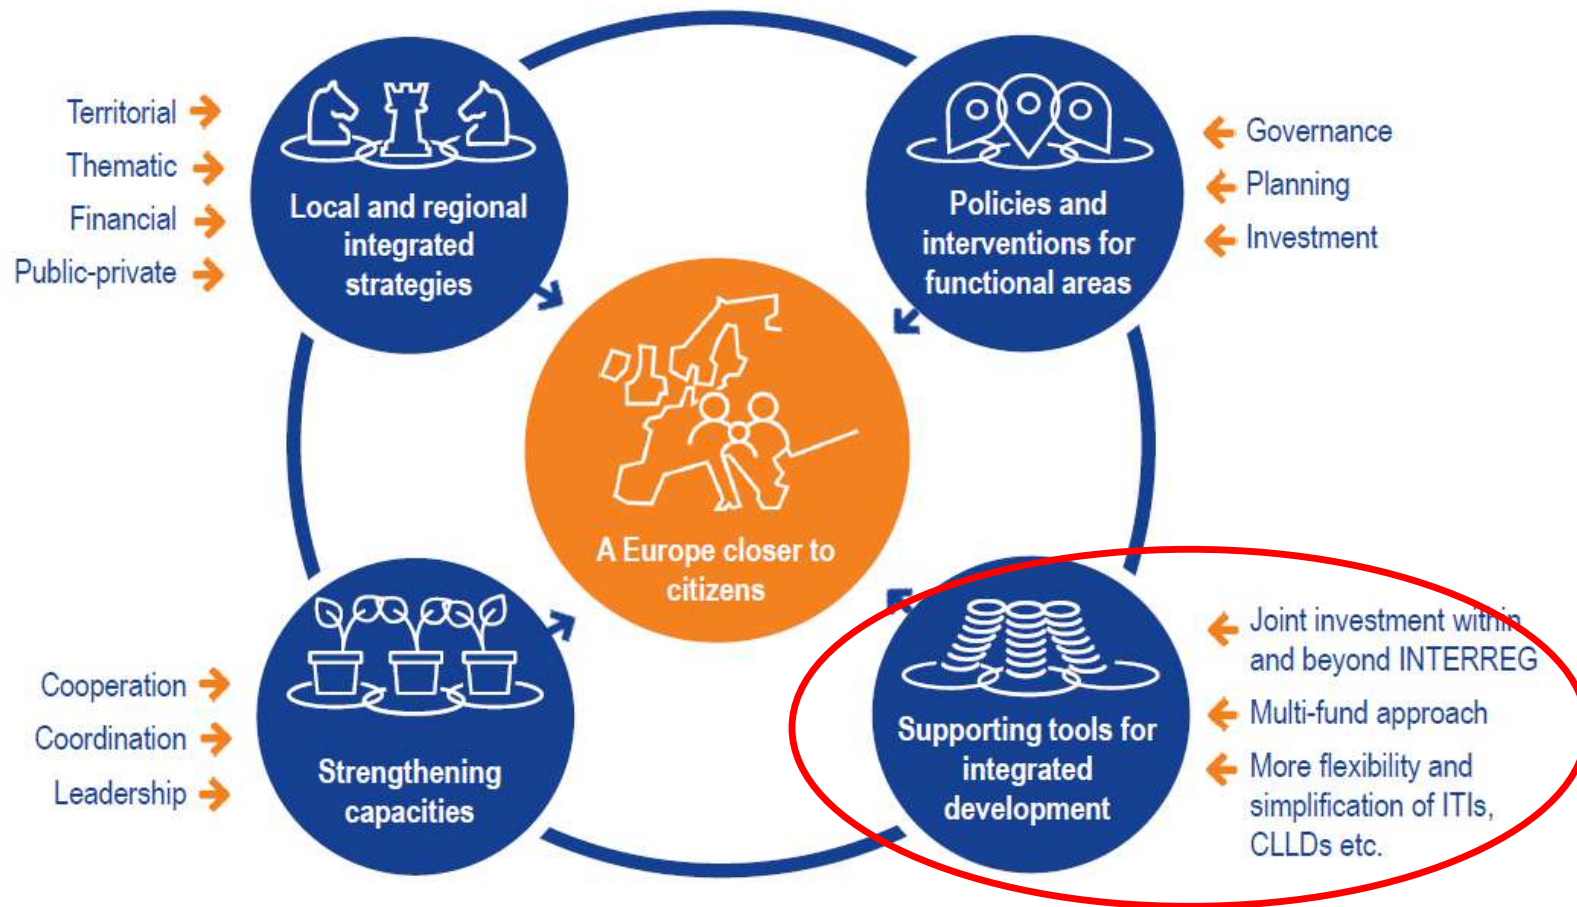 Territorial
Thematic
Financial
Public-private
Local and regional
integrated
strategies
Policies and
interventions for
functional areas
Governance
Planning
Investment
A Europe closer to
citizens
Cooperation
Coordination
Leadership
Strengthening
capacities
Supporting tools for
integrated
development
Joint investment within
and beyond INTERREG
Multi-fund approach
More flexibility and
simplification of ITIs,
CLLDs etc.